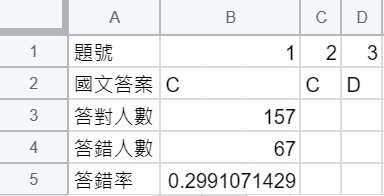 A B C D
1 題號 1 2 3
2 國文答案 C C D
3 答對人數 157
4 答錯人數 67
5 答錯率 0.2991071429